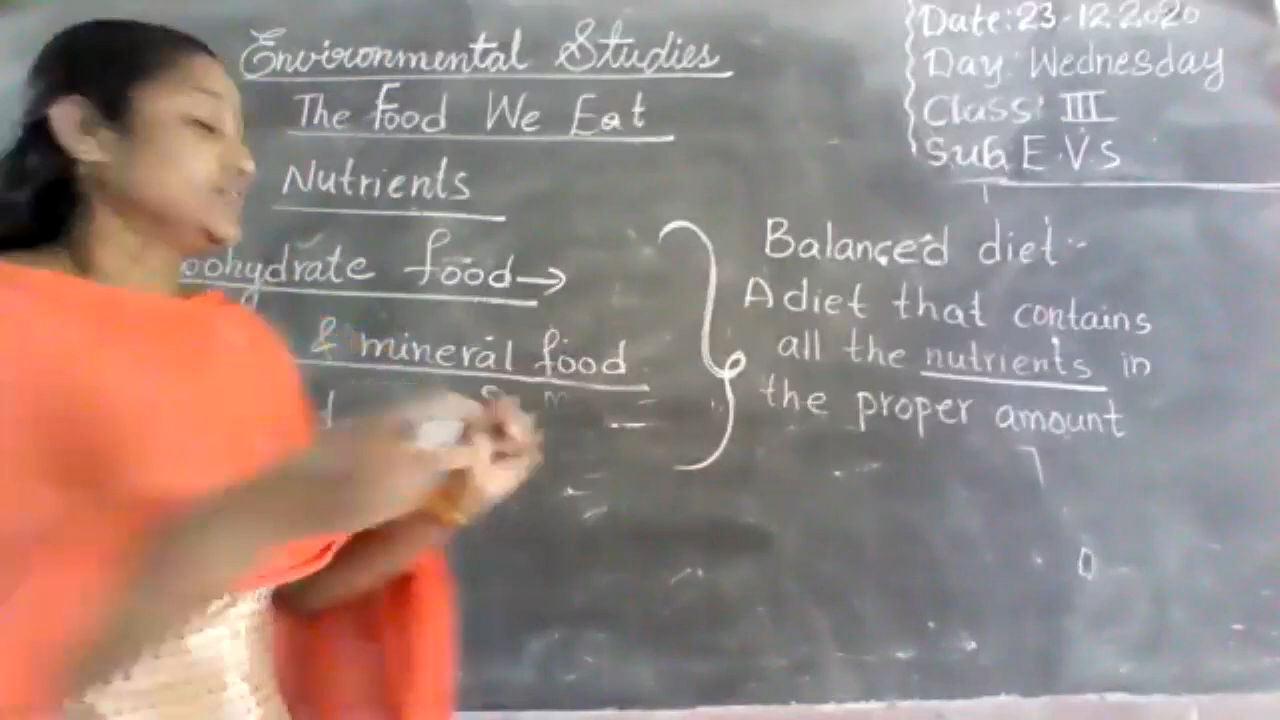 Environmental Studies
The Food We Eat
Nutrients
oohydrate food→
& mineral food
Date: 23-12.2020
Day: Wednesday
Class: III
Sub E.V.s
Balanced diet:-
A diet that contains
all the nutrients in
the proper amount